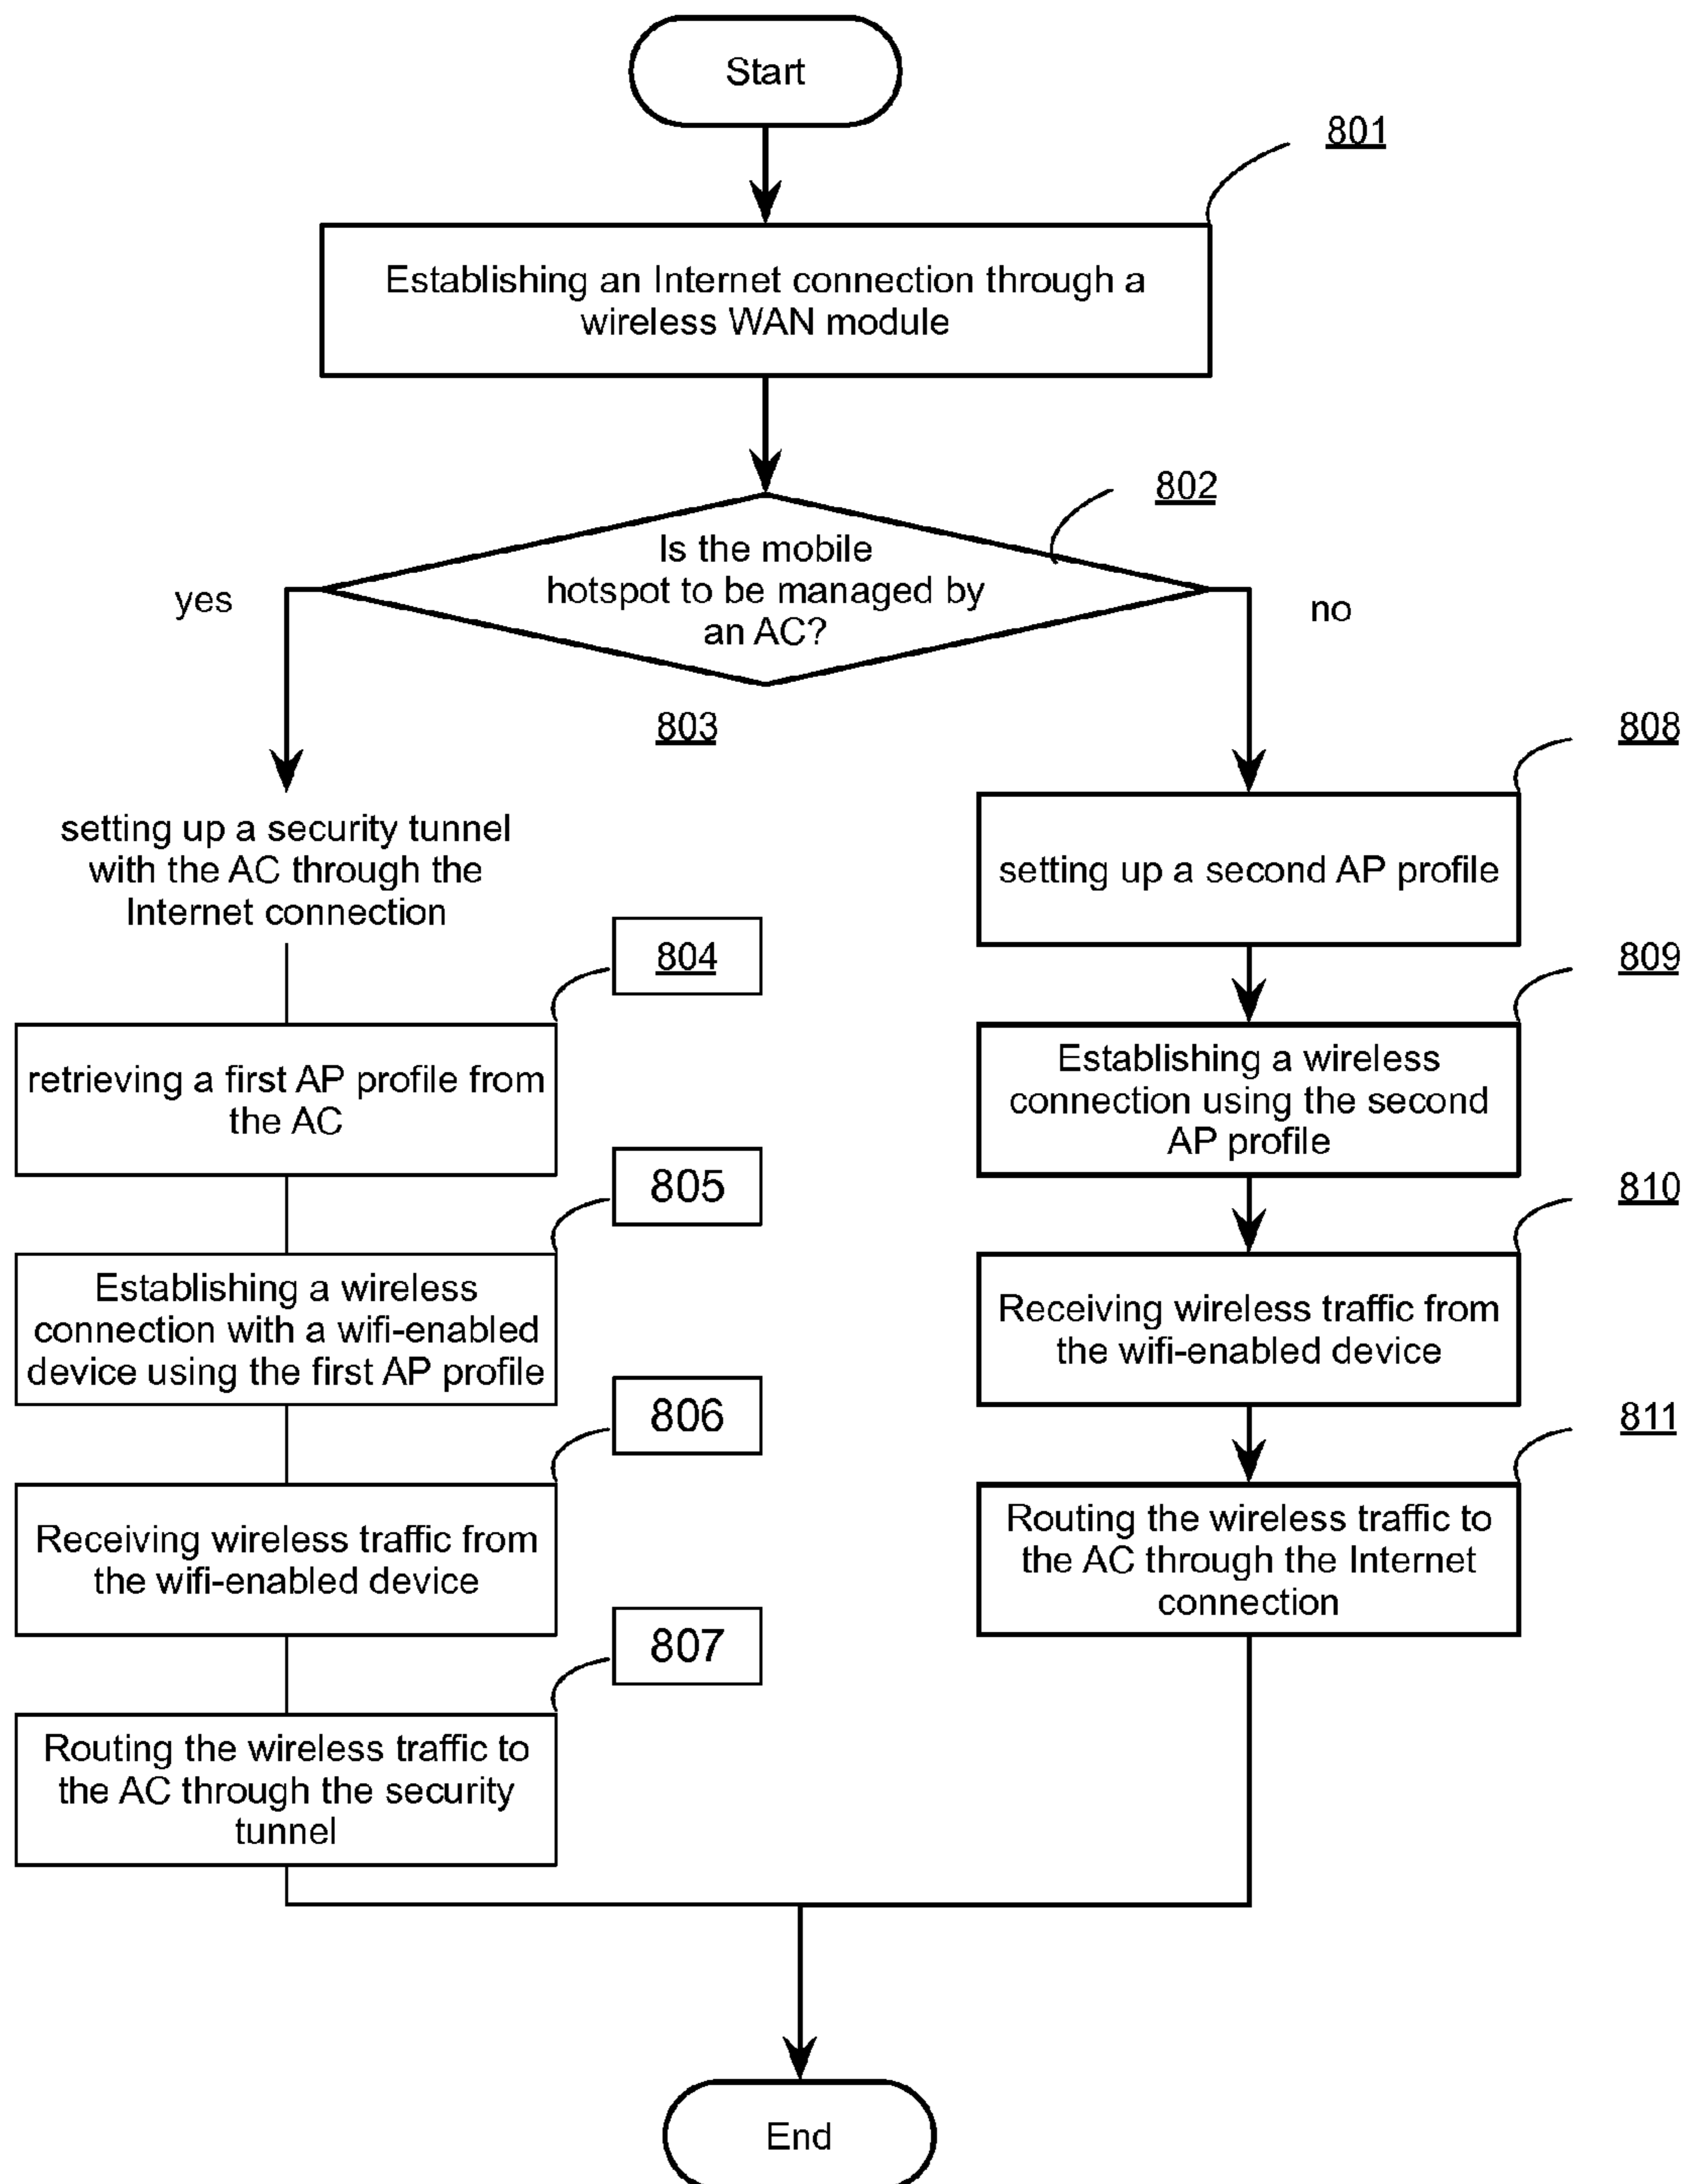 Start
801
Establishing an Internet connection through a
wireless WAN module
802
Is the mobile
hotspot to be managed by
an AC?
yes
no
803
setting up a security tunnel
with the AC through the
Internet connection
804
retrieving a first AP profile from
the AC
805
Establishing a wireless
connection with a wifi-enabled
device using the first AP profile
806
Receiving wireless traffic from
the wifi-enabled device
807
Routing the wireless traffic to
the AC through the security
tunnel
808
setting up a second AP profile
809
Establishing a wireless
connection using the second
AP profile
810
Receiving wireless traffic from
the wifi-enabled device
811
Routing the wireless traffic to
the AC through the Internet
connection
End